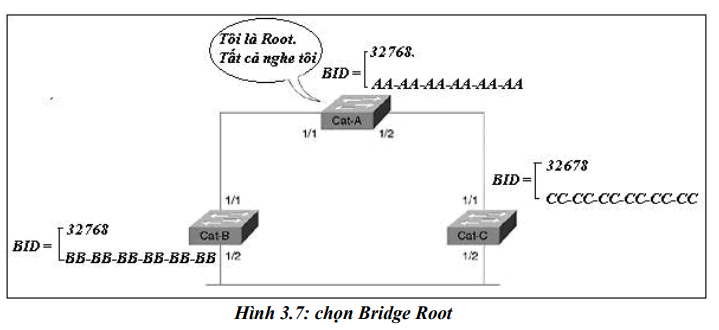 Tôi là Root.
Tất cả nghe tôi
BID =
32768.
AA-AA-AA-AA-AA-AA
Cat-A
1/1
1/2
BID =
32678
CC-CC-CC-CC-CC-CC
1/1
1/1
Cat-B
Cat-C
BID =
32768
BB-BB-BB-BB-BB-BB
1/2
1/2
Hình 3.7: chọn Bridge Root